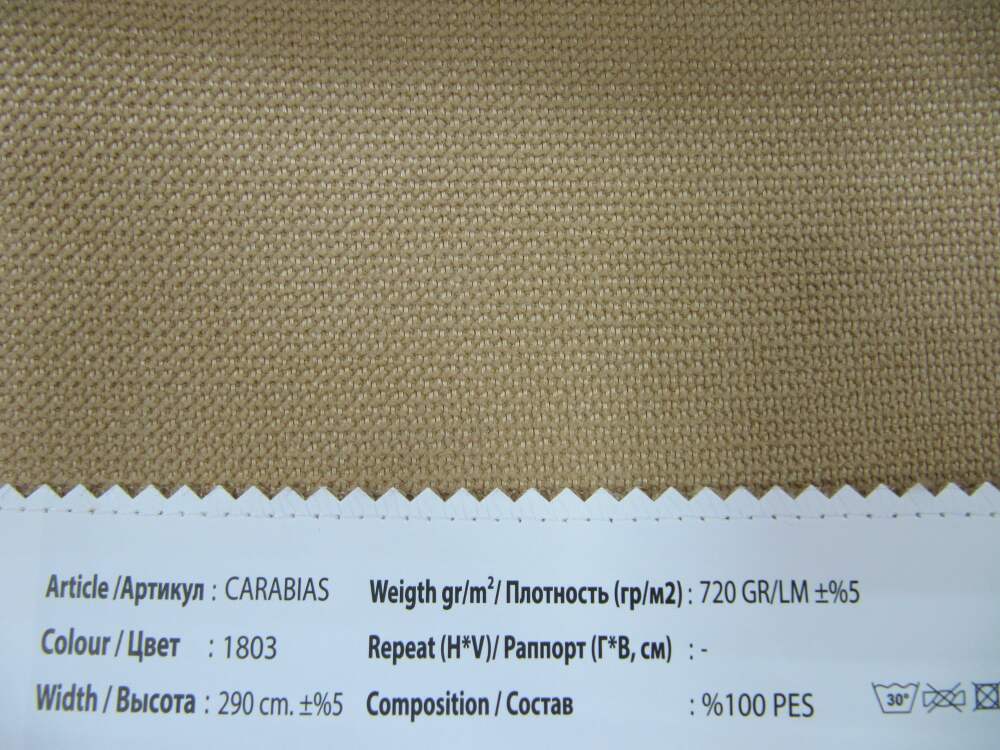 Article /Артикул : CARABIAS Weigth gr/m²/ Плотность (гр/м2) : 720 GR/LM ±%5
Colour / Цвет : 1803 Repeat (H*V)/ Раппорт (Г*В, см) : -
Width / Высота : 290 cm. ±%5 Composition / Состав : %100 PES 30°